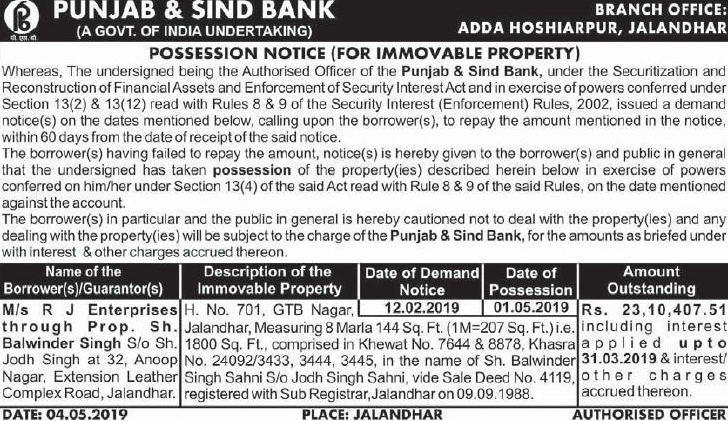 PUNJAB & SIND BANK
(A GOVT. OF INDIA UNDERTAKING)
पी. एस. बी.
BRANCH OFFICE:
ADDA HOSHIARPUR, JALANDHAR
POSSESSION NOTICE (FOR IMMOVABLE PROPERTY)
Whereas, The undersigned being the Authorised Officer of the Punjab & Sind Bank, under the Securitization and
Reconstruction of Financial Assets and Enforcement of Security Interest Act and in exercise of powers conferred under
Section 13(2) & 13(12) read with Rules 8 & 9 of the Security Interest (Enforcement) Rules, 2002, issued a demand
notice(s) on the dates mentioned below, calling upon the borrower(s), to repay the amount mentioned in the notice,
within 60 days from the date of receipt of the said notice.
The borrower(s) having failed to repay the amount, notice(s) is hereby given to the borrower(s) and public in general
that the undersigned has taken possession of the property(ies) described herein below in exercise of powers
conferred on him/her under Section 13(4) of the said Act read with Rule 8 & 9 of the said Rules, on the date mentioned
against the account.
The borrower(s) in particular and the public in general is hereby cautioned not to deal with the property(ies) and any
dealing with the property(ies) will be subject to the charge of the Punjab & Sind Bank, for the amounts as briefed under
with interest & other charges accrued thereon.
Name of the
Borrower(s)/Guarantor(s)
Description of the
Immovable Property
Date of Demand
Notice
Date of
Possession
Amount
Outstanding
M/s R J Enterprises
through Prop. Sh.
Balwinder Singh S/o Sh.
Jodh Singh at 32, Anoop
Nagar, Extension Leather
Complex Road, Jalandhar.
H. No. 701, GTB Nagar,
12.02.2019
01.05.2019
Jalandhar, Measuring 8 Marla 144 Sq. Ft. (1M=207 Sq. Ft.) i.e.
1800 Sq. Ft., comprised in Khewat No. 7644 & 8878, Khasra
No. 24092/3433, 3444, 3445, in the name of Sh. Balwinder
Singh Sahni S/o Jodh Singh Sahni, vide Sale Deed No. 4119,
registered with Sub Registrar, Jalandhar on 09.09.1988.
Rs. 23,10,407.51
including interest
applied upto
31.03.2019 & interest/
other charges
accrued thereon.
DATE: 04.05.2019
PLACE: JALANDHAR
AUTHORISED OFFICER